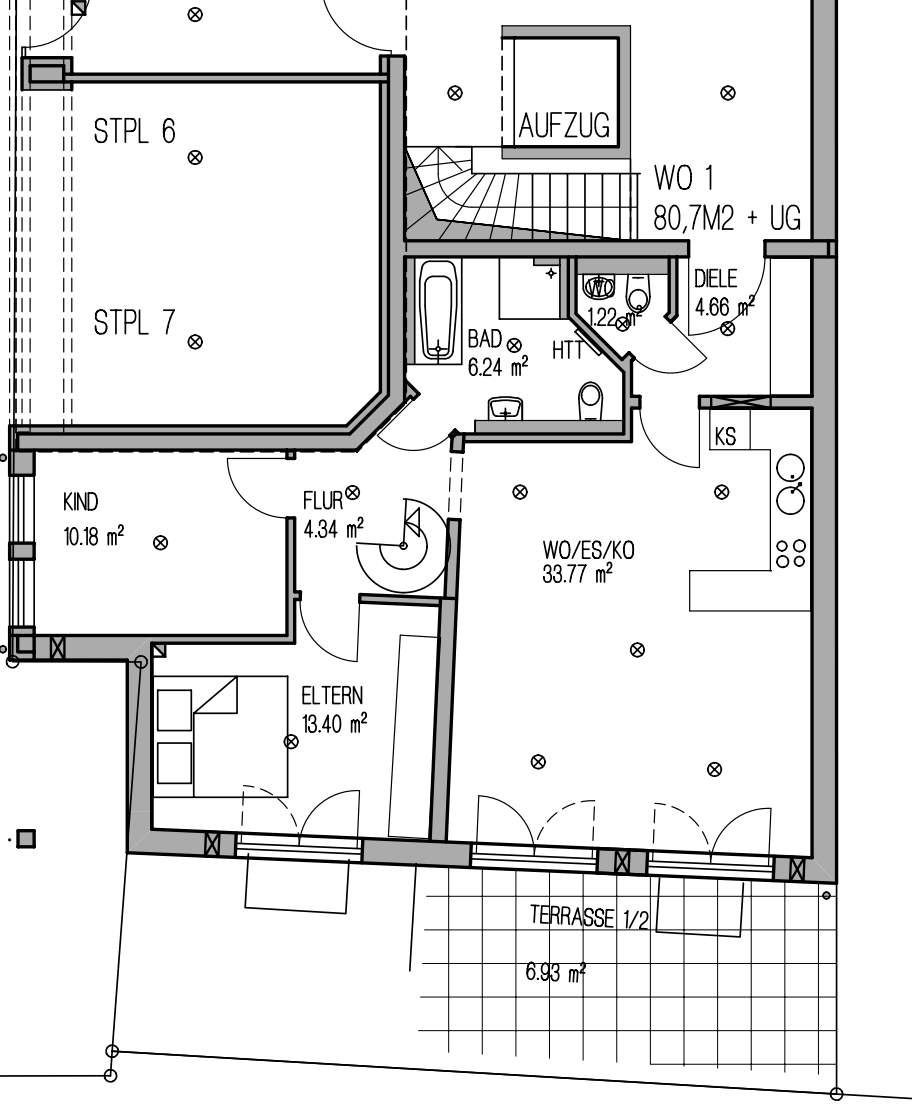 STPL 6
AUFZUG
WO 1
80,7M2 + UG
DIELE
4.66 m²
WC
1.22 m²
STPL 7
BAD
6.24 m²
HTT
KS
KIND
10.18 m²
FLUR
4.34 m²
WO/ES/KO
33.77 m²
ELTERN
13.40 m²
TERRASSE 1/2
6.93 m²